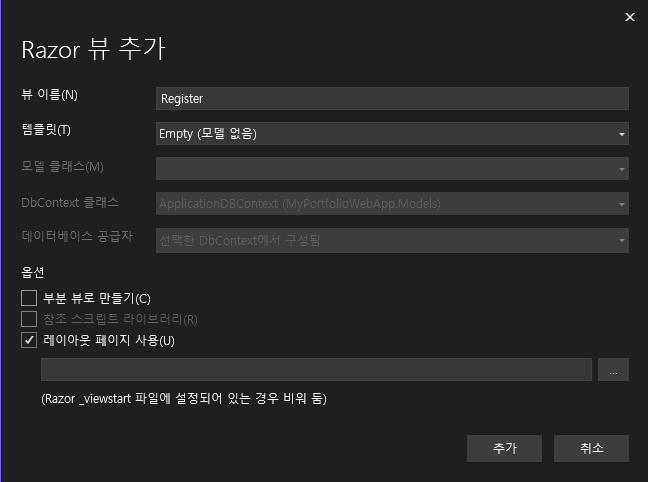 Razor 뷰 추가
뷰 이름(N) Register
템플릿(T) Empty (모델 없음)
모델 클래스(M)
DbContext 클래스 ApplicationDBContext (MyPortfolioWebApp.Models)
데이터베이스 공급자 선택한 DbContext에서 구성됨
옵션
부분 뷰로 만들기(C)
참조 스크립트 라이브러리(R)
레이아웃 페이지 사용(U)
...
(Razor _viewstart 파일에 설정되어 있는 경우 비워 둠)
추가 취소